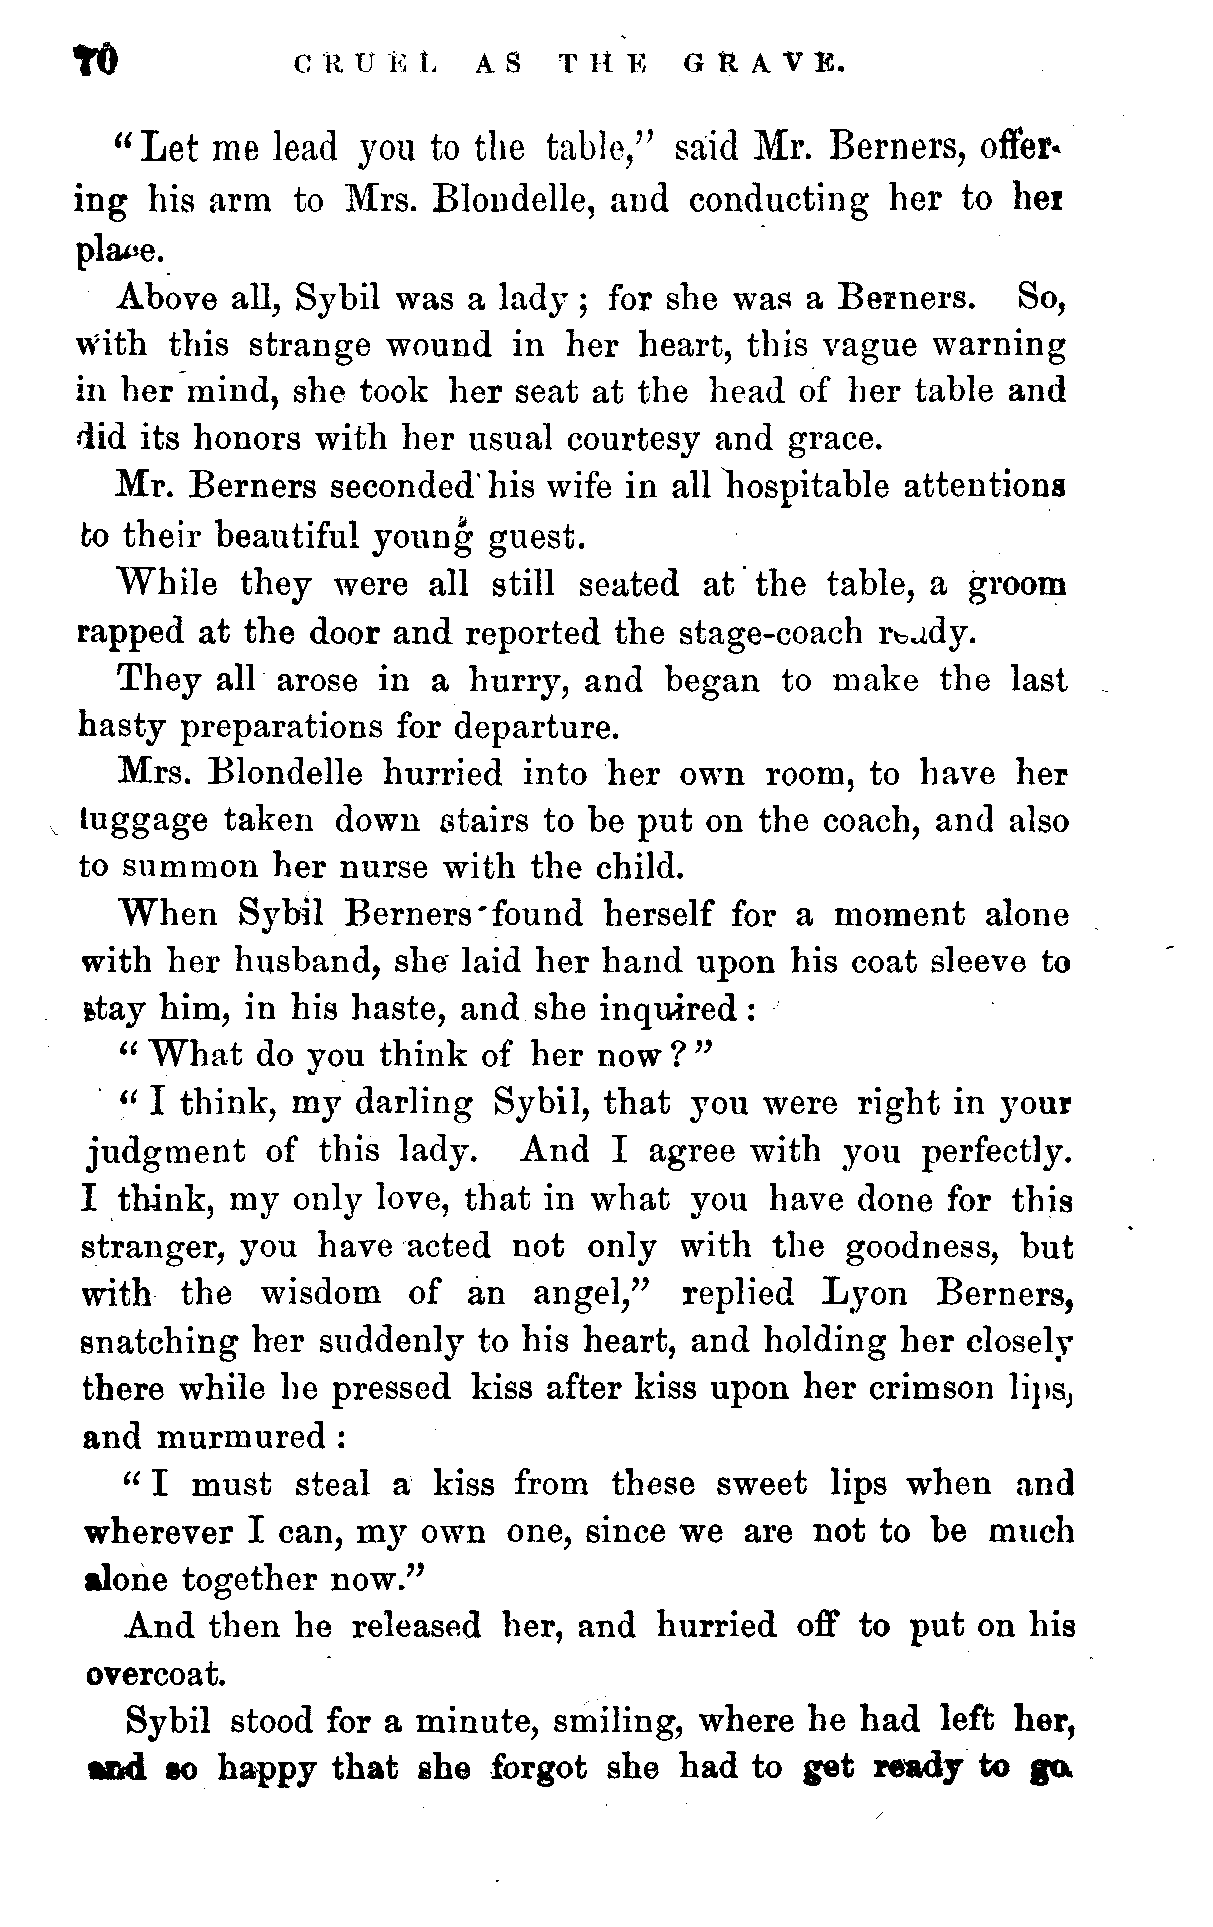 70 CRUEL AS THE GRAVE.
"Let me lead you to the table," said Mr. Berners, offer-
ing his arm to Mrs. Blondelle, and conducting her to her
place.
Above all, Sybil was a lady; for she was a Berners. So,
with this strange wound in her heart, this vague warning
in her mind, she took her seat at the head of her table and
did its honors with her usual courtesy and grace.
Mr. Berners seconded his wife in all hospitable attentions
to their beautiful young guest.
While they were all still seated at the table, a groom
rapped at the door and reported the stage-coach ready.
They all arose in a hurry, and began to make the last
hasty preparations for departure.
Mrs. Blondelle hurried into her own room, to have her
luggage taken down stairs to be put on the coach, and also
to summon her nurse with the child.
When Sybil Berners found herself for a moment alone
with her husband, she laid her hand upon his coat sleeve to
stay him, in his haste, and she inquired:
"What do you think of her now?"
"I think, my darling Sybil, that you were right in your
judgment of this lady. And I agree with you perfectly.
I think, my only love, that in what you have done for this
stranger, you have acted not only with the goodness, but
with the wisdom of an angel," replied Lyon Berners,
snatching her suddenly to his heart, and holding her closely
there while he pressed kiss after kiss upon her crimson lips,
and murmured:
"I must steal a kiss from these sweet lips when and
wherever I can, my own one, since we are not to be much
alone together now."
And then he released her, and hurried off to put on his
overcoat.
Sybil stood for a minute, smiling, where he had left her,
and so happy that she forgot she had to get ready to go.